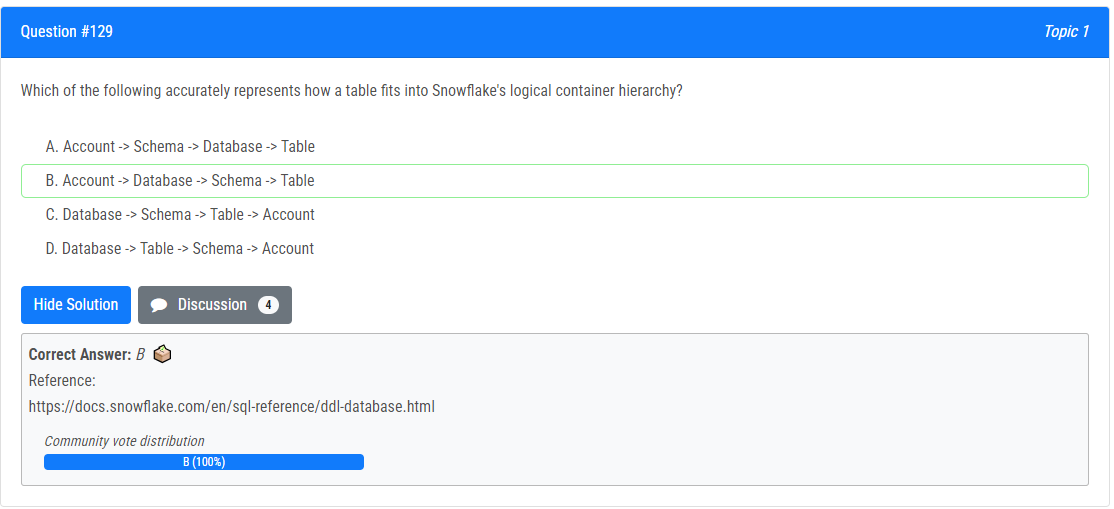 Question #129
Topic 1
Which of the following accurately represents how a table fits into Snowflake's logical container hierarchy?
A. Account -> Schema -> Database -> Table
B. Account -> Database -> Schema -> Table
C. Database -> Schema -> Table -> Account
D. Database -> Table -> Schema -> Account
Hide Solution
Discussion 4
Correct Answer: B
Reference:
https://docs.snowflake.com/en/sql-reference/ddl-database.html
Community vote distribution
B (100%)